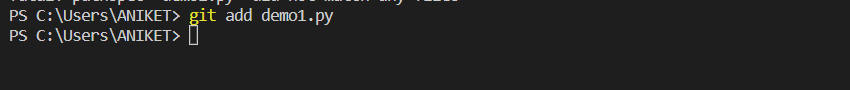 PS C:\Users\ANIKET> git add demo1.py
PS C:\Users\ANIKET>